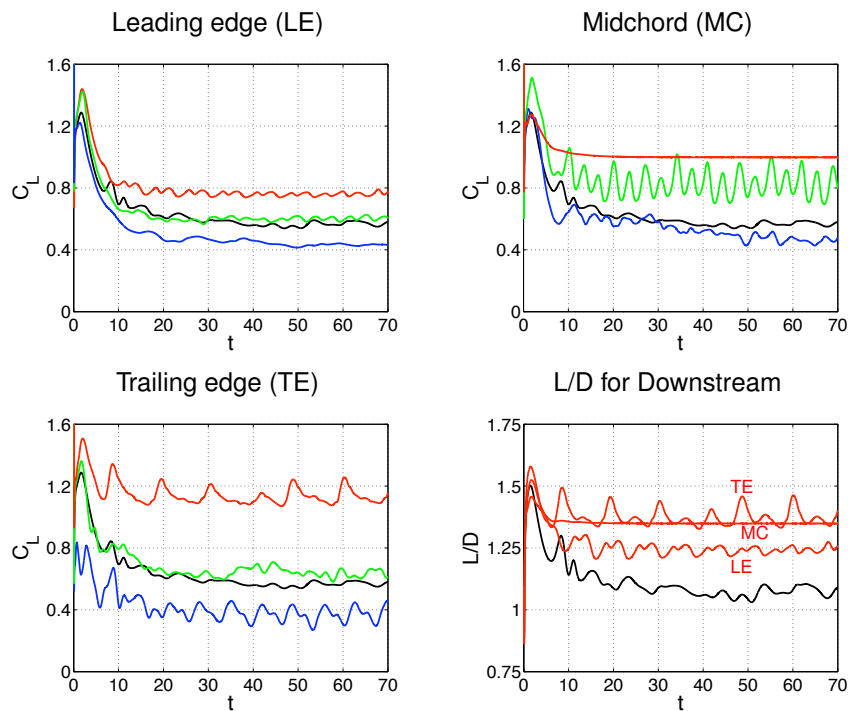 Leading edge (LE)
1.6
1.2
C_L
0.8
0.4
0
0 10 20 30 40 50 60 70
t
Midchord (MC)
1.6
1.2
C_L
0.8
0.4
0
0 10 20 30 40 50 60 70
t
Trailing edge (TE)
1.6
1.2
C_L
0.8
0.4
0
0 10 20 30 40 50 60 70
t
L/D for Downstream
1.75
1.5
TE
L/D
MC
1.25
LE
1
0.75
0 10 20 30 40 50 60 70
t